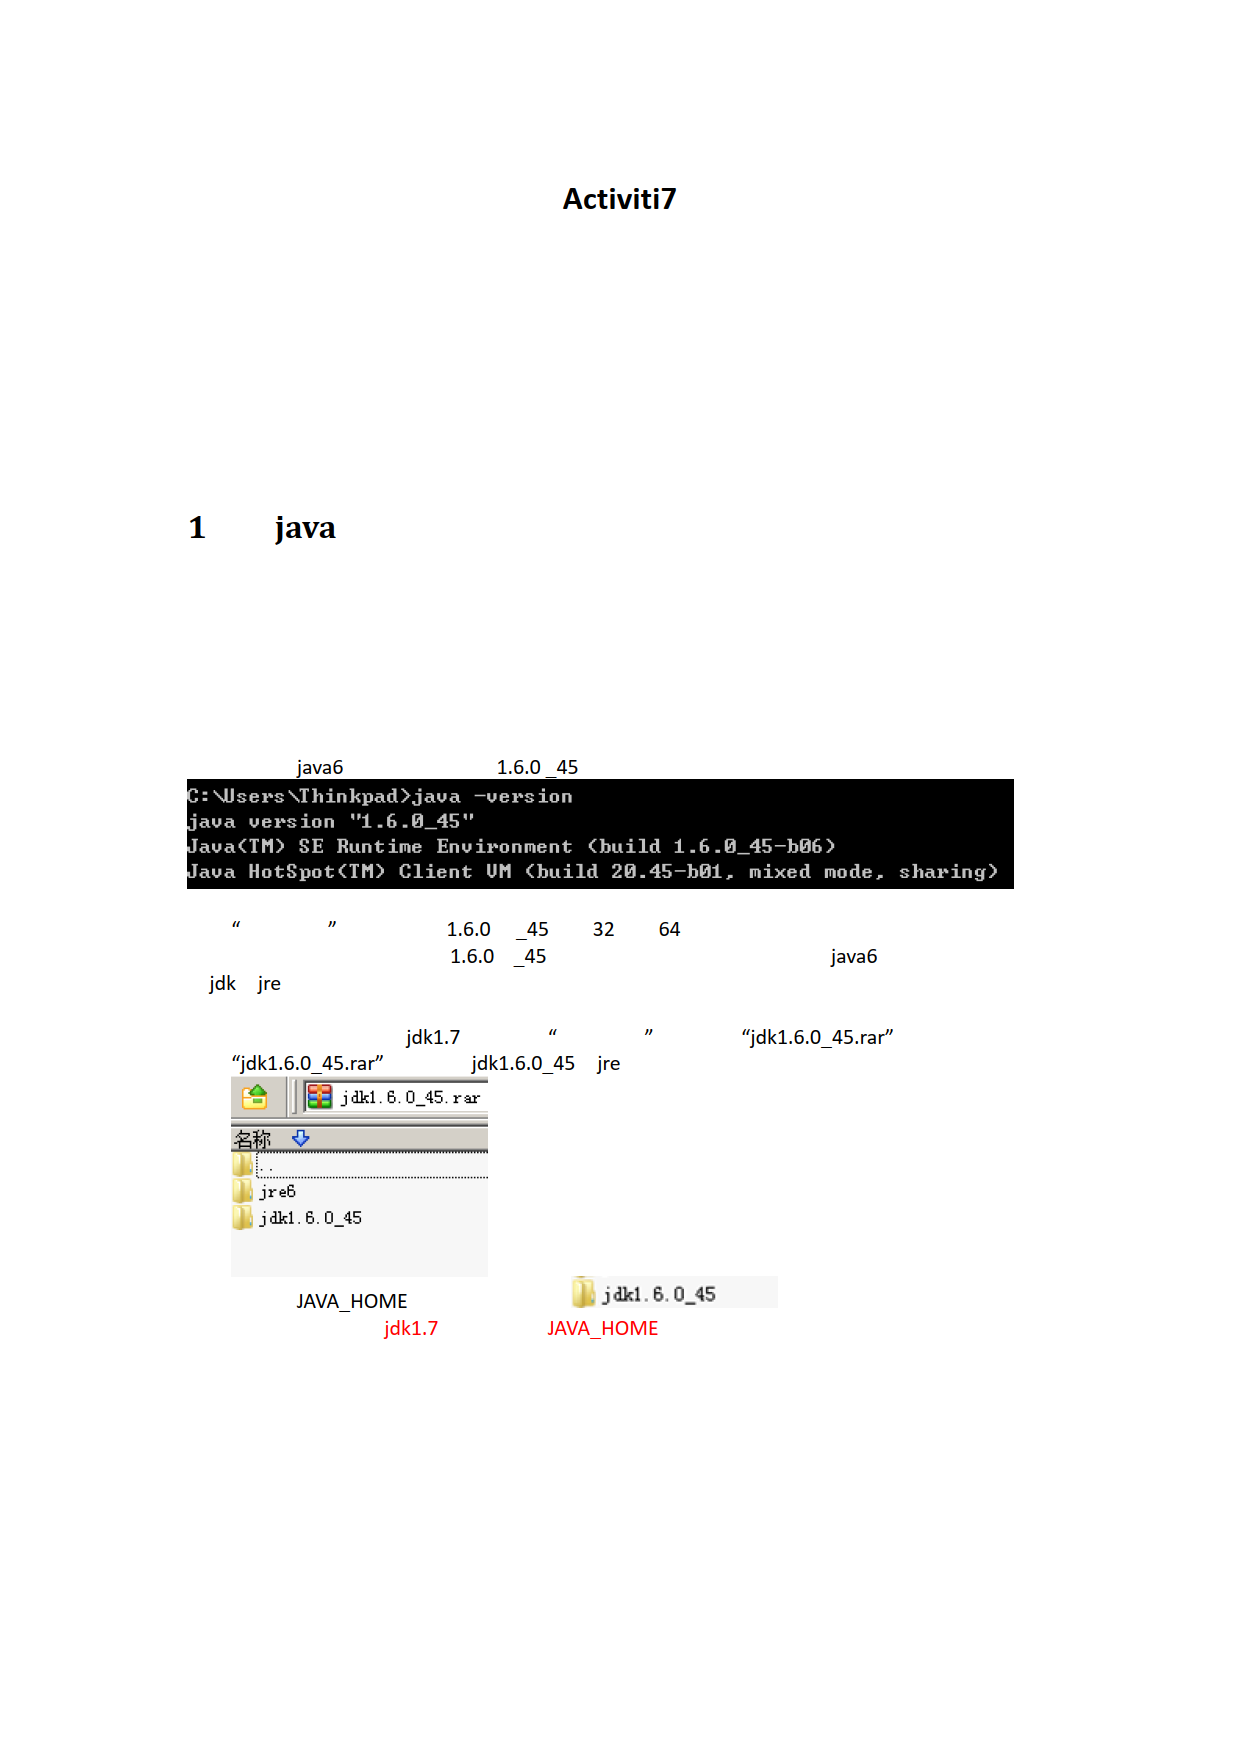 Activiti7
1 java
java6 1.6.0 _45
C:\Users\Thinkpad>java -version
java version "1.6.0_45"
Java(TM) SE Runtime Environment (build 1.6.0_45-b06)
Java HotSpot(TM) Client VM (build 20.45-b01, mixed mode, sharing)
“ ” 1.6.0 _45 32 64
1.6.0 _45 java6
jdk jre
jdk1.7 “ ” “jdk1.6.0_45.rar”
“jdk1.6.0_45.rar” jdk1.6.0_45 jre
jdk1.6.0_45.rar
名称
..
jre6
jdk1.6.0_45
JAVA_HOME jdk1.6.0_45
jdk1.7 JAVA_HOME